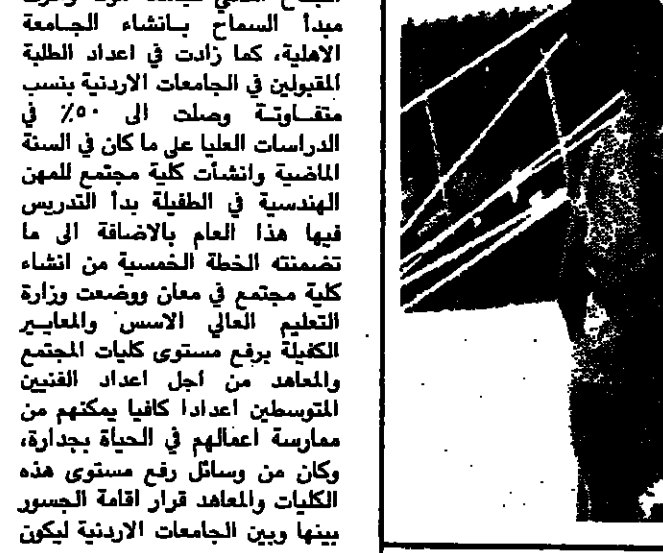 مبدأ السماح بانشاء الجامعة
الاهلية، كما زادت في اعداد الطلبة
المقبولين في الجامعات الاردنية بنسب
متفاوتة وصلت الى ٥٠٪ في
الدراسات العليا على ما كان في السنة
الماضية وانشأت كلية مجتمع للمهن
الهندسية في الطفيلة بدأ التدريس
فيها هذا العام بالاضافة الى ما
تضمنته الخطة الخمسية من انشاء
كلية مجتمع في معان ووضعت وزارة
التعليم العالي الاسس والمعايير
الكفيلة برفع مستوى كليات المجتمع
والمعاهد من اجل اعداد الفنيين
المتوسطين اعدادا كافيا يمكنهم من
ممارسة اعمالهم في الحياة بجدارة،
وكان من وسائل رفع مستوى هذه
الكليات والمعاهد قرار اقامة الجسور
بينها وبين الجامعات الاردنية ليكون